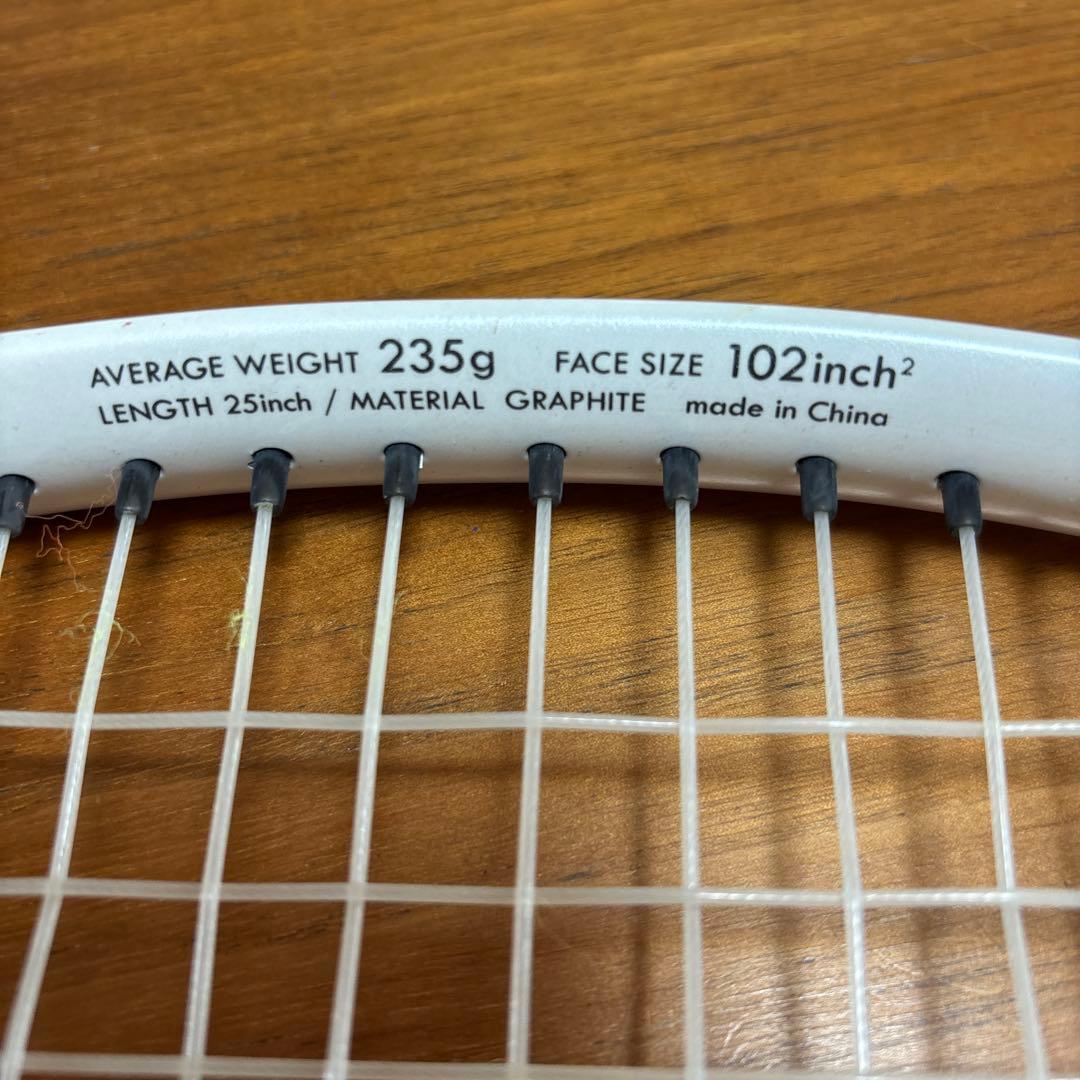 AVERAGE WEIGHT 235g FACE SIZE 102inch²
LENGTH 25inch / MATERIAL GRAPHITE made in China